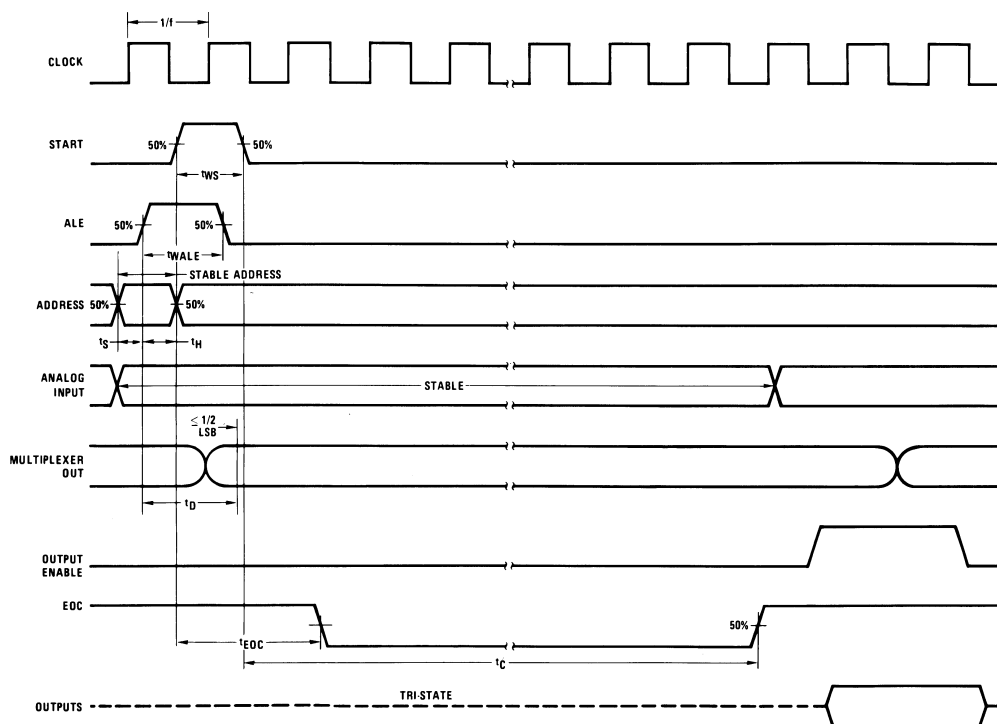 1/f
CLOCK
START
50%
50%
tWS
ALE
50%
50%
tWALE
STABLE ADDRESS
ADDRESS
50%
50%
tS
tH
ANALOG
INPUT
STABLE
≤ 1/2
LSB
MULTIPLEXER
OUT
tD
OUTPUT
ENABLE
EOC
50%
tEOC
tC
TRI-STATE
OUTPUTS